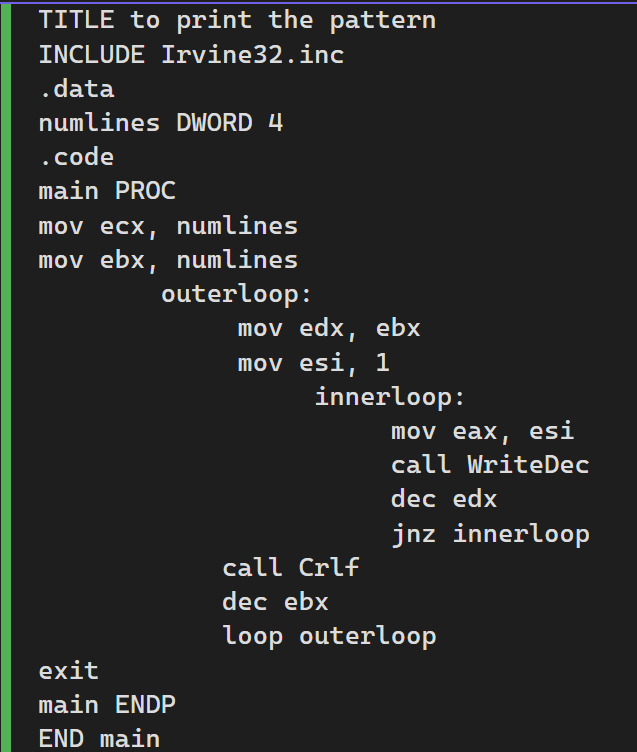 TITLE to print the pattern
INCLUDE Irvine32.inc
.data
numlines DWORD 4
.code
main PROC
mov ecx, numlines
mov ebx, numlines
outerloop:
mov edx, ebx
mov esi, 1
innerloop:
mov eax, esi
call WriteDec
dec edx
jnz innerloop
call Crlf
dec ebx
loop outerloop
exit
main ENDP
END main